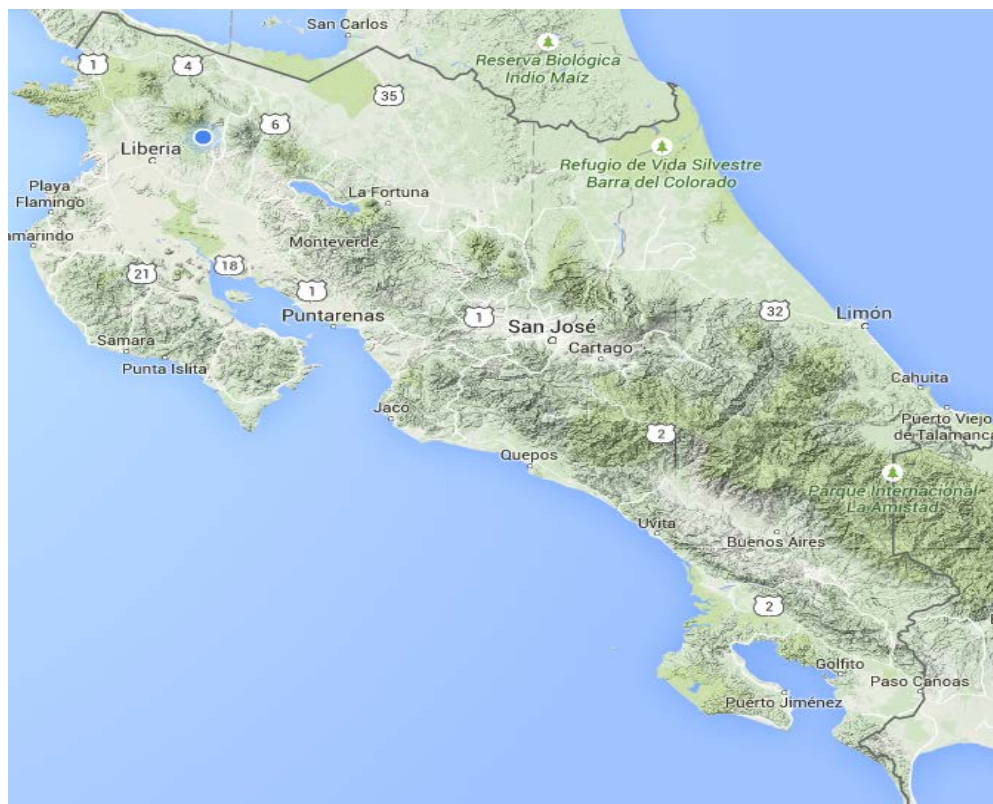 San Carlos
Reserva Biológica
Indio Maíz
1
4
35
6
Liberia
Refugio de Vida Silvestre
Barra del Colorado
Playa
Flamingo
La Fortuna
amarindo
Monteverde
21
18
1
Puntarenas
1
San José
32
Limón
Samara
Cartago
Punta Islita
Cahuita
Jacó
Puerto Viejo
de Talamanca
2
Quepos
Parque Internacional
La Amistad
Uvita
Buenos Aires
2
Golfito
Paso Canoas
Puerto Jiménez